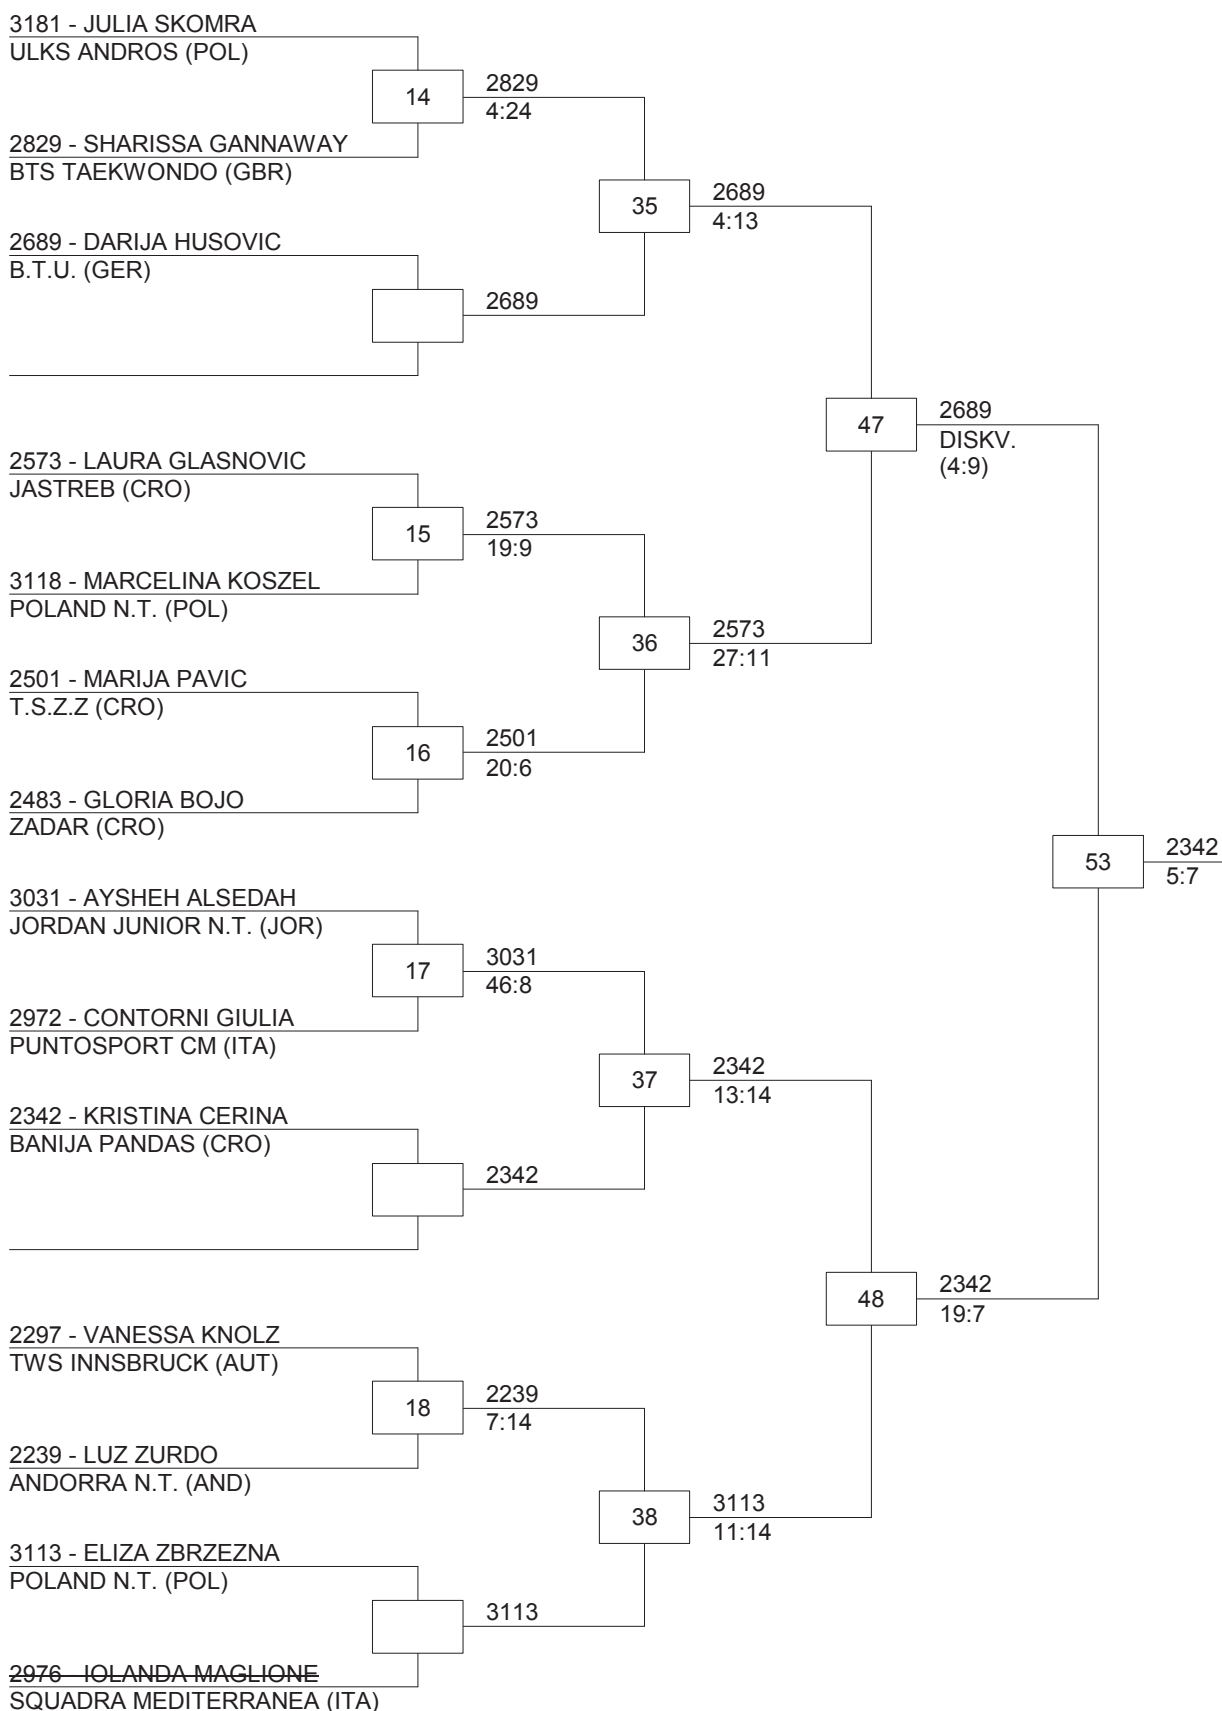 3181 - JULIA SKOMRA
ULKS ANDROS (POL)
14
2829
4:24
2829 - SHARISSA GANNAWAY
BTS TAEKWONDO (GBR)
35
2689
4:13
2689 - DARIJA HUSOVIC
B.T.U. (GER)
2689
47
2689
DISKV.
(4:9)
2573 - LAURA GLASNOVIC
JASTREB (CRO)
15
2573
19:9
3118 - MARCELINA KOSZEL
POLAND N.T. (POL)
36
2573
27:11
2501 - MARIJA PAVIC
T.S.Z.Z (CRO)
16
2501
20:6
2483 - GLORIA BOJO
ZADAR (CRO)
53
2342
5:7
3031 - AYSHEH ALSEDAH
JORDAN JUNIOR N.T. (JOR)
17
3031
46:8
2972 - CONTORNI GIULIA
PUNTOSPORT CM (ITA)
37
2342
13:14
2342 - KRISTINA CERINA
BANIJA PANDAS (CRO)
2342
48
2342
19:7
2297 - VANESSA KNOLZ
TWS INNSBRUCK (AUT)
18
2239
7:14
2239 - LUZ ZURDO
ANDORRA N.T. (AND)
38
3113
11:14
3113 - ELIZA ZBRZEZNA
POLAND N.T. (POL)
3113
2976 - IOLANDA MAGLIONE
SQUADRA MEDITERRANEA (ITA)